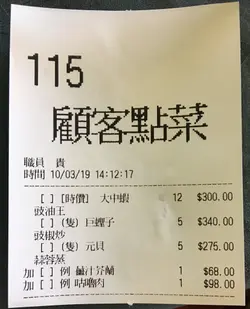 115
顧客點菜
職員 貴
時間 10/03/19 14:12:17
[ ] [時價] 大中蝦 12 $300.00
豉油王
[ ] (隻) 巨蟶子 5 $340.00
豉椒炒
[ ] (隻) 元貝 5 $275.00
蒜蓉蒸
加 [ ] 例 鹵汁芥蘭 1 $68.00
加 [ ] 例 咕嚕肉 1 $98.00